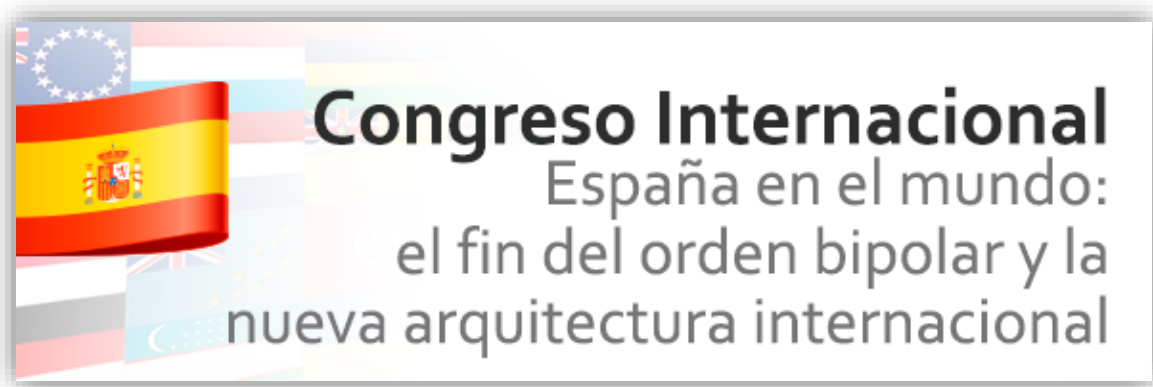 Congreso Internacional
España en el mundo:
el fin del orden bipolar y la
nueva arquitectura internacional